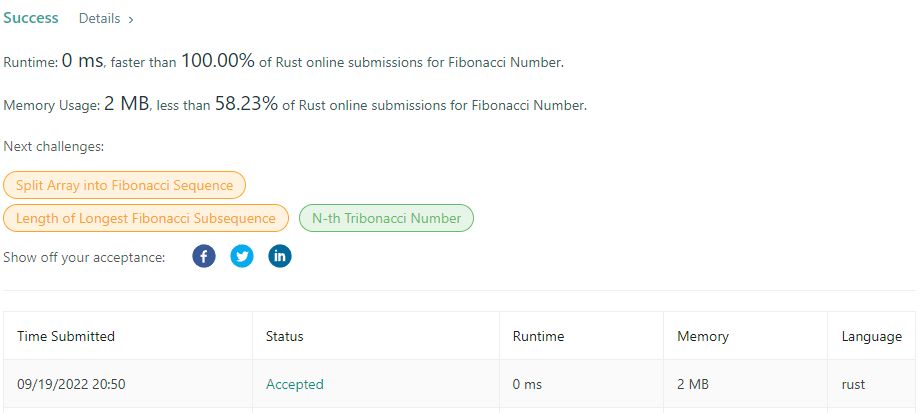 Success Details >
Runtime: 0 ms, faster than 100.00% of Rust online submissions for Fibonacci Number.
Memory Usage: 2 MB, less than 58.23% of Rust online submissions for Fibonacci Number.
Next challenges:
Split Array into Fibonacci Sequence
Length of Longest Fibonacci Subsequence N-th Tribonacci Number
Show off your acceptance: f in
Time Submitted Status Runtime Memory Language
09/19/2022 20:50 Accepted 0 ms 2 MB rust